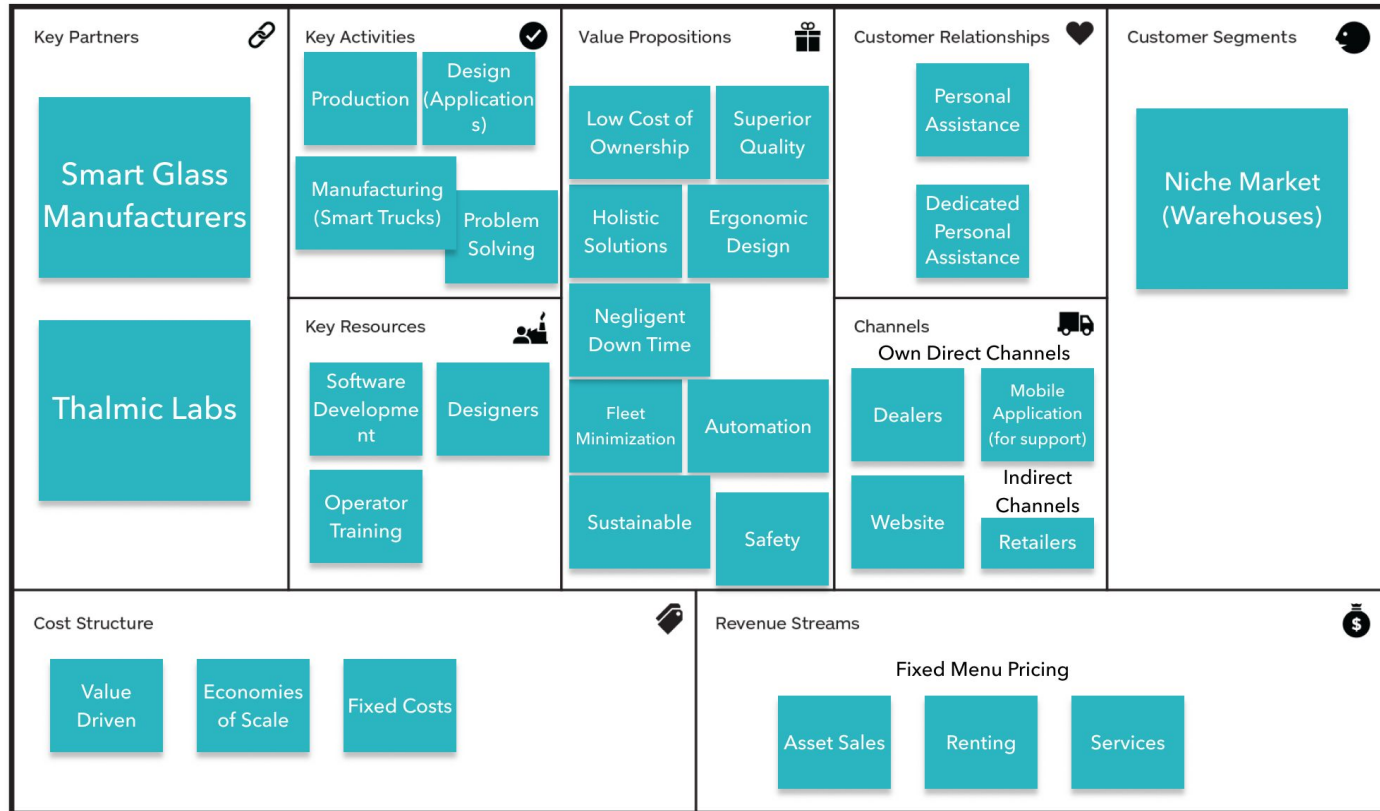 Key Partners
Smart Glass
Manufacturers
Thalmic Labs
Key Activities
Production
Design
(Application
s)
Manufacturing
(Smart Trucks)
Problem
Solving
Key Resources
Software
Developme
nt
Designers
Operator
Training
Value Propositions
Low Cost of
Ownership
Superior
Quality
Holistic
Solutions
Ergonomic
Design
Negligent
Down Time
Fleet
Minimization
Automation
Sustainable
Safety
Customer Relationships
Personal
Assistance
Dedicated
Personal
Assistance
Channels
Own Direct Channels
Dealers
Mobile
Application
(for support)
Website
Indirect
Channels
Retailers
Customer Segments
Niche Market
(Warehouses)
Cost Structure
Value
Driven
Economies
of Scale
Fixed Costs
Revenue Streams
$
Fixed Menu Pricing
Asset Sales
Renting
Services